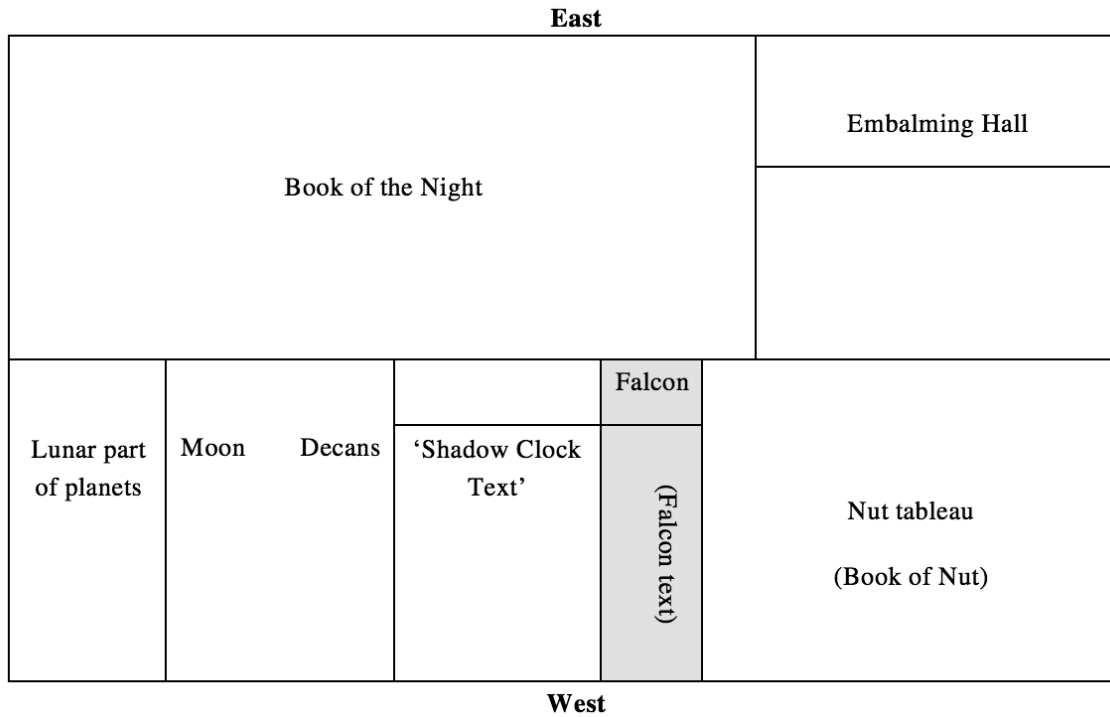 East
Embalming Hall
Book of the Night
Falcon
Lunar part
of planets
Moon Decans
‘Shadow Clock
Text’
(Falcon text)
Nut tableau
(Book of Nut)
West